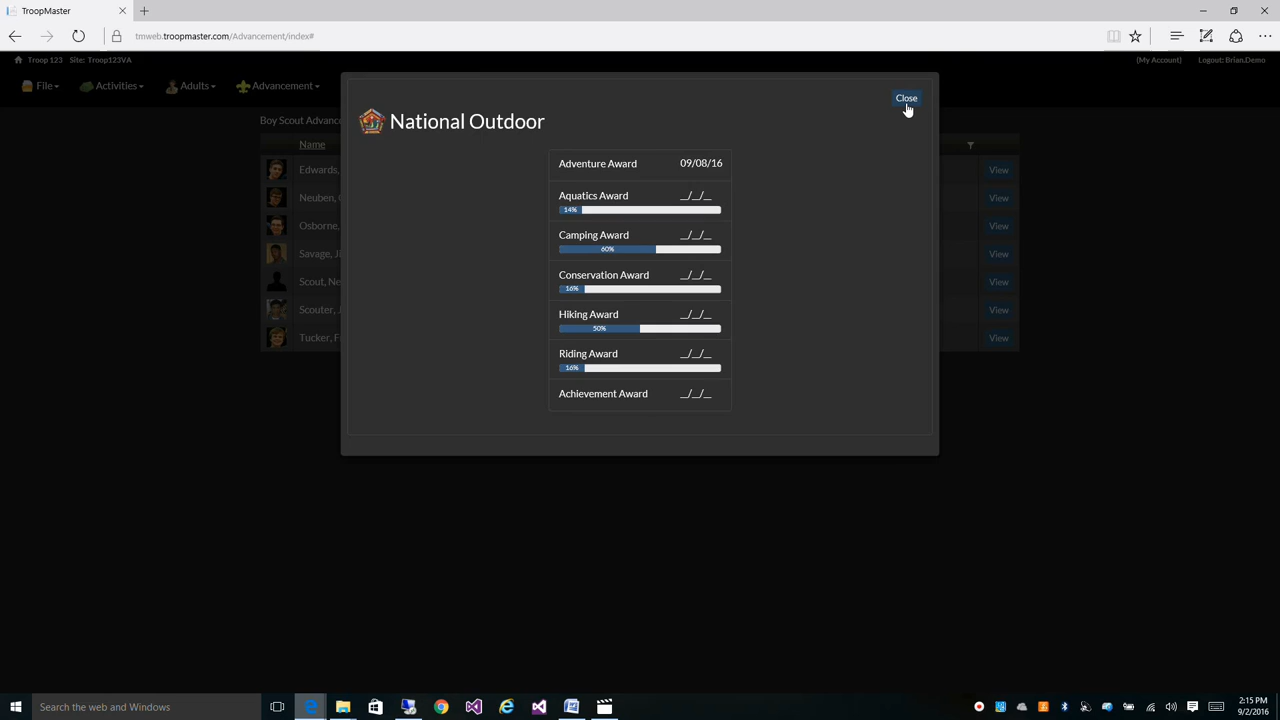 TroopMaster
tmweb.troopmaster.com/Advancement/index#
Troop 123 Site: Troop123VA
(My Account) Logout: Brian.Demo
File Activities Adults Advancement
Close
National Outdoor
Boy Scout Advanc
Name
Adventure Award 09/08/16
Edwards, View
Aquatics Award __/__/__
Neuben, View
14%
Osborne, View
Camping Award __/__/__
60%
Savage, Ji View
Conservation Award __/__/__
Scout, Ne View
16%
Scouter, J View
Hiking Award __/__/__
50%
Tucker, F View
Riding Award __/__/__
16%
Achievement Award __/__/__
Search the web and Windows
2:15 PM
9/2/2016